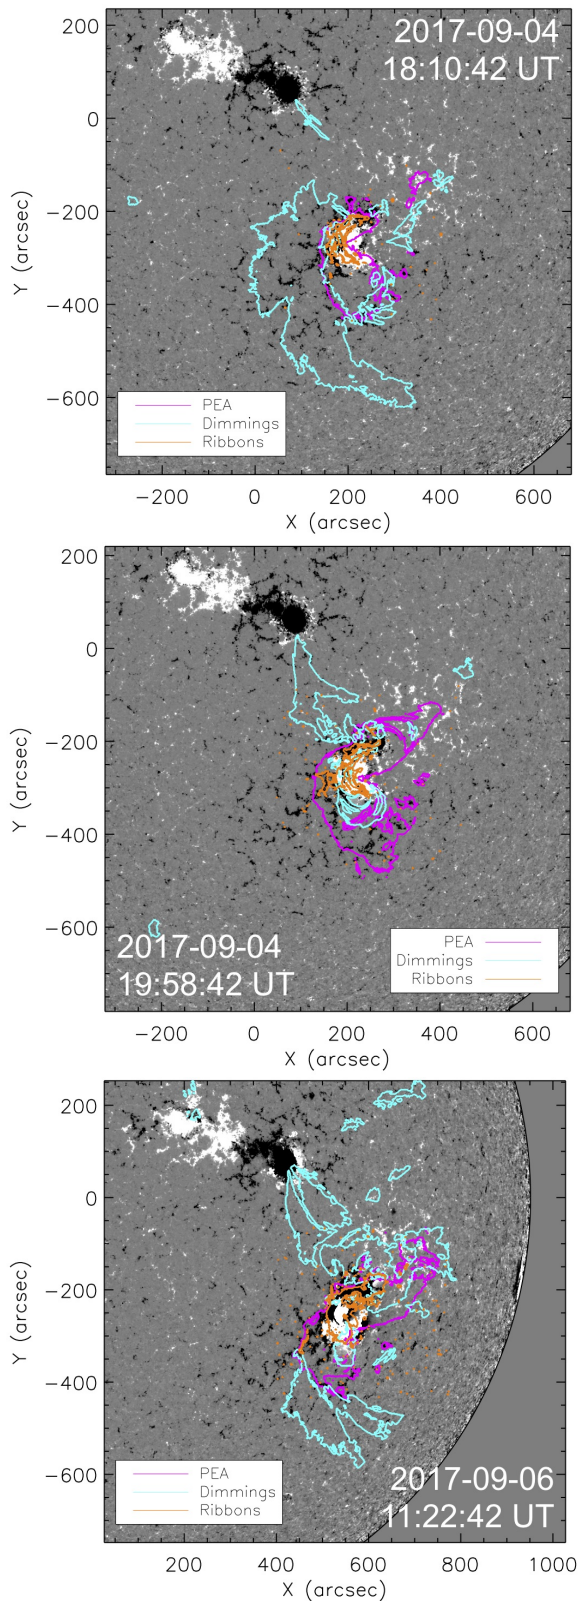 2017-09-04
18:10:42 UT
200
0
−200
−400
−600
Y (arcsec)
PEA
Dimmings
Ribbons
−200 0 200 400 600
X (arcsec)
200
0
−200
−400
−600
Y (arcsec)
2017-09-04
19:58:42 UT
PEA
Dimmings
Ribbons
−200 0 200 400 600
X (arcsec)
200
0
−200
−400
−600
Y (arcsec)
PEA
Dimmings
Ribbons
2017-09-06
11:22:42 UT
200 400 600 800 1000
X (arcsec)